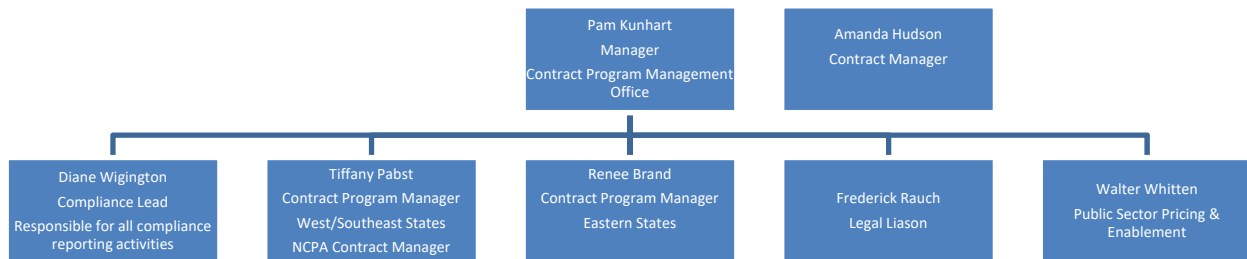 Pam Kunhart
Manager
Contract Program Management
Office
Amanda Hudson
Contract Manager
Diane Wigington
Compliance Lead
Responsible for all compliance
reporting activities
Tiffany Pabst
Contract Program Manager
West/Southeast States
NCPA Contract Manager
Renee Brand
Contract Program Manager
Eastern States
Frederick Rauch
Legal Liason
Walter Whitten
Public Sector Pricing &
Enablement